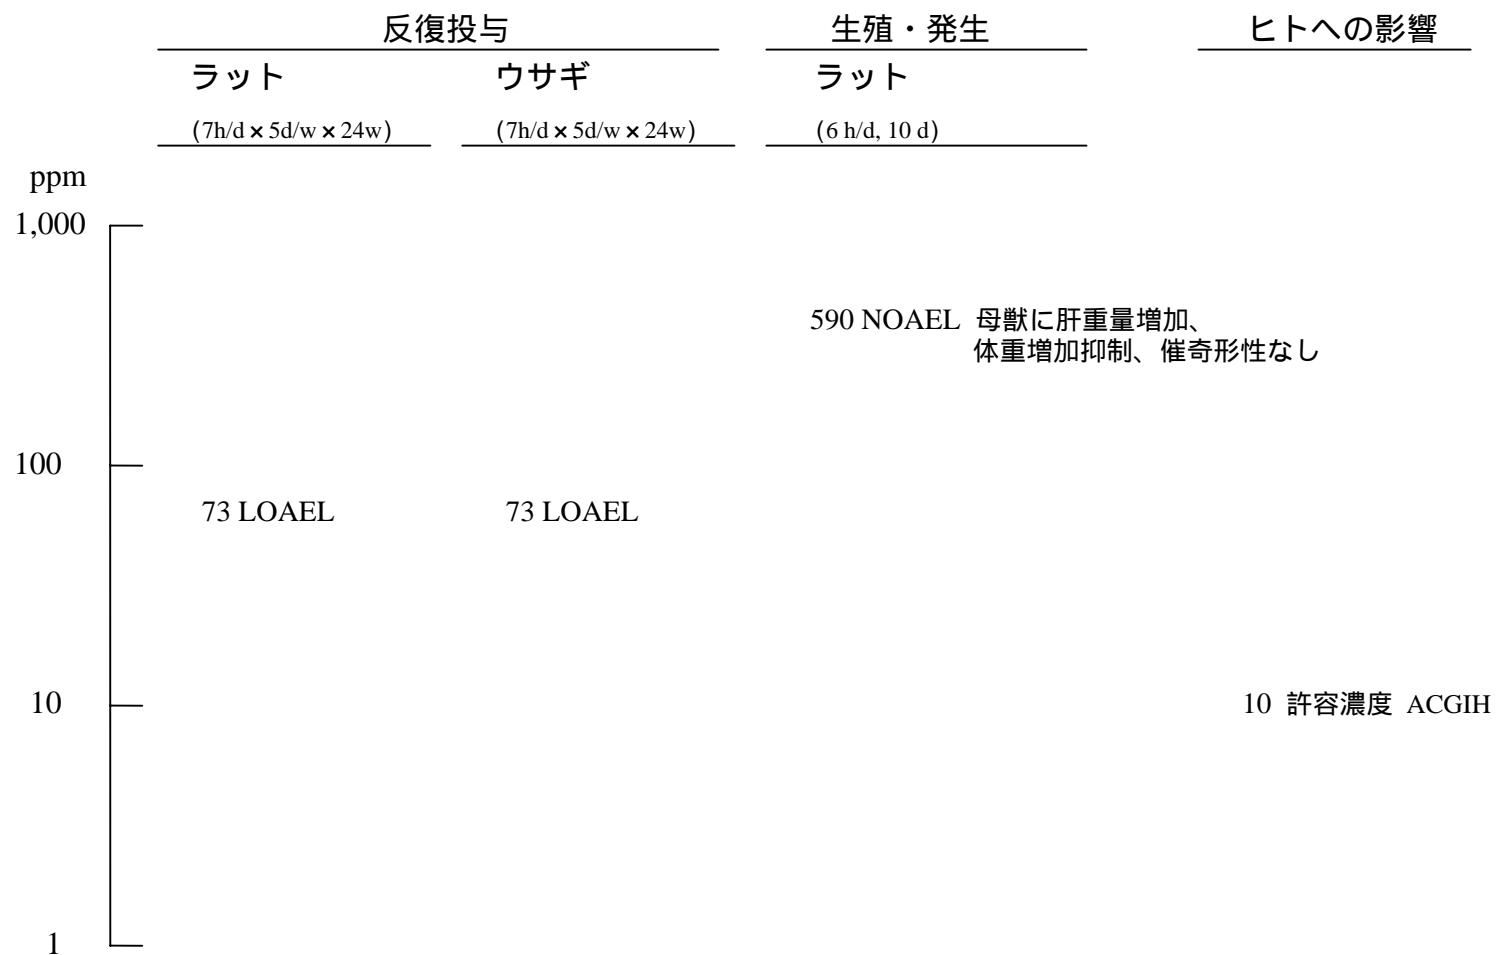 反復投与 生殖・発生 ヒトへの影響
ラット ウサギ ラット
(7h/d × 5d/w × 24w) (7h/d × 5d/w × 24w) (6 h/d, 10 d)
ppm
1,000
590 NOAEL 母獣に肝重量増加、
体重増加抑制、催奇形性なし
100
73 LOAEL 73 LOAEL
10 10 許容濃度 ACGIH
1